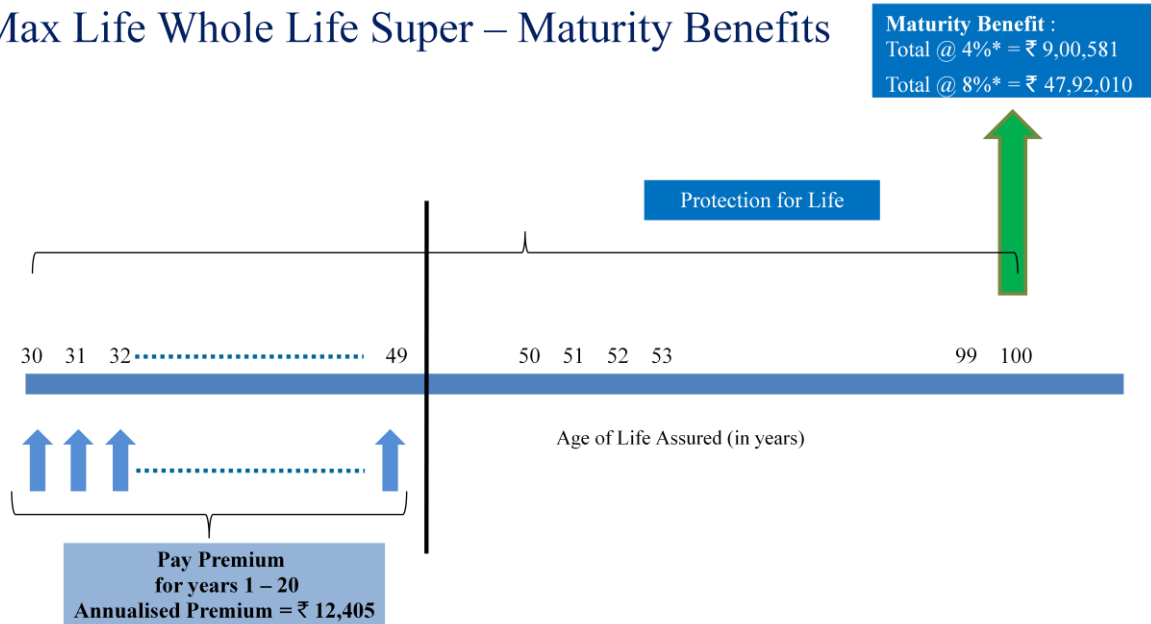 Max Life Whole Life Super – Maturity Benefits
Maturity Benefit :
Total @ 4%* = ₹ 9,00,581
Total @ 8%* = ₹ 47,92,010
Protection for Life
30 31 32 49 50 51 52 53 99 100
Age of Life Assured (in years)
Pay Premium
for years 1 – 20
Annualised Premium = ₹ 12,405